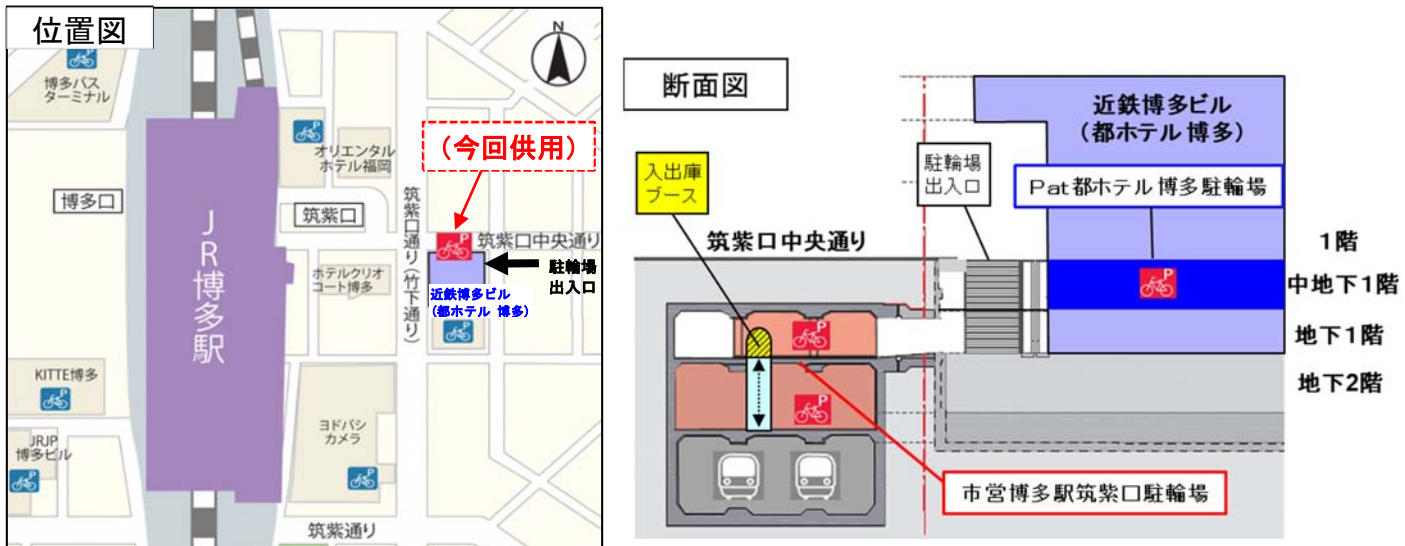 位置図
N
P
博多バス
ターミナル
P
オリエンタル
ホテル福岡
(今回供用)
博多口
筑紫口
JR博多駅
筑紫口通り(竹下通り)
P
筑紫口中央通り
駐輪場
出入口
ホテルクリオ
コート博多
近鉄博多ビル
(都ホテル 博多)
P
KITTE博多
P
ヨドバシ
カメラ
P
JRJP
博多ビル
P
筑紫通り
断面図
近鉄博多ビル
(都ホテル 博多)
入出庫
ブース
駐輪場
出入口
Pat都ホテル 博多駐輪場
筑紫口中央通り
1階
P
中地下1階
P
地下1階
地下2階
P
市営博多駅筑紫口駐輪場